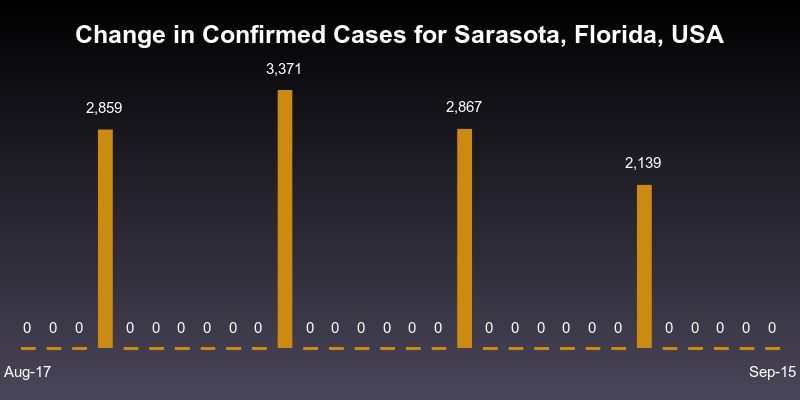 Change in Confirmed Cases for Sarasota, Florida, USA
3,371
2,859
2,867
2,139
0 0 0 0 0 0 0 0 0 0 0 0 0 0 0 0 0 0 0 0 0 0 0 0 0 0
Aug-17 Sep-15